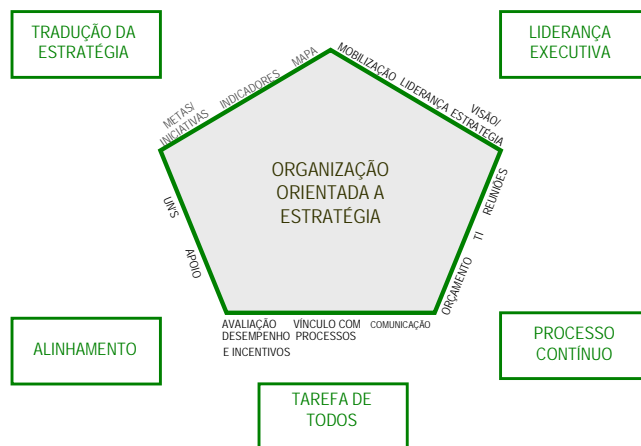 TRADUÇÃO DA
ESTRATÉGIA
LIDERANÇA
EXECUTIVA
METAS/
INICIATIVAS
INDICADORES
MAPA
MOBILIZAÇÃO
LIDERANÇA
VISÃO/
ESTRATÉGIA
ORGANIZAÇÃO
ORIENTADA A
ESTRATÉGIA
UN'S
APOIO
REUNIÕES
TI
ORÇAMENTO
AVALIAÇÃO
DESEMPENHO
E INCENTIVOS
VÍNCULO COM
PROCESSOS
COMUNICAÇÃO
ALINHAMENTO
PROCESSO
CONTÍNUO
TAREFA DE
TODOS